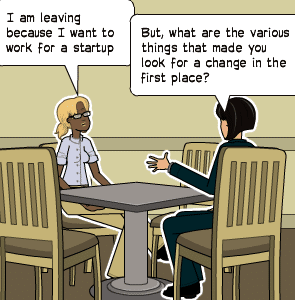 I am leaving
because I want to
work for a startup
But, what are the various
things that made you
look for a change in the
first place?